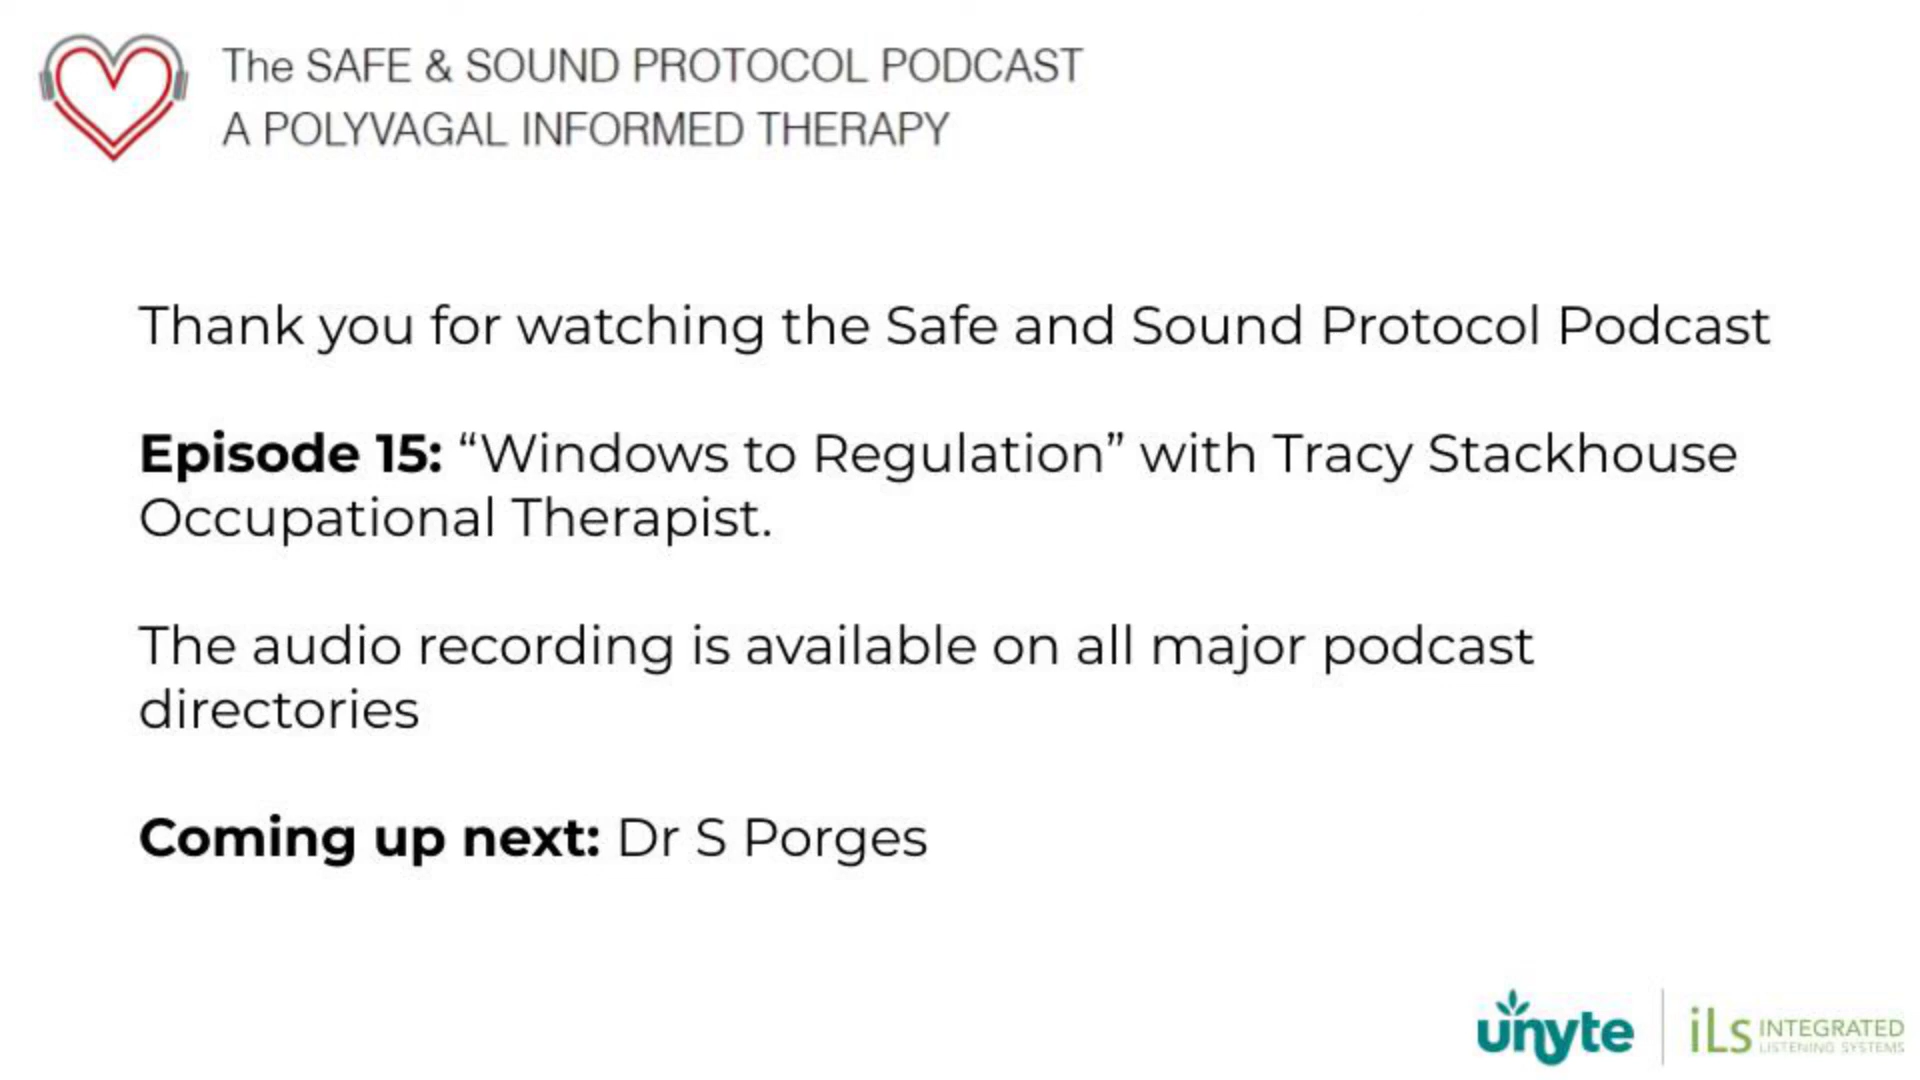 The SAFE & SOUND PROTOCOL PODCAST
A POLYVAGAL INFORMED THERAPY
Thank you for watching the Safe and Sound Protocol Podcast
Episode 15: “Windows to Regulation” with Tracy Stackhouse
Occupational Therapist.
The audio recording is available on all major podcast
directories
Coming up next: Dr S Porges
unyte
iLs INTEGRATED
LISTENING SYSTEMS